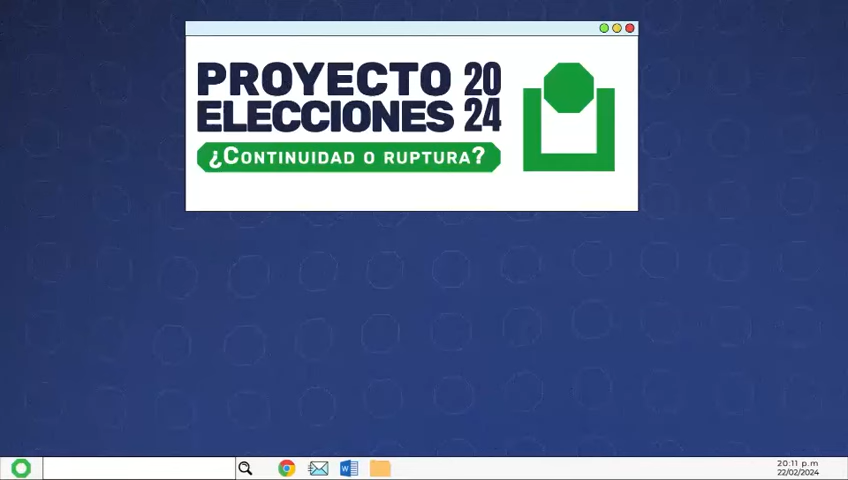 PROYECTO 20
ELECCIONES 24
¿CONTINUIDAD O RUPTURA?
W
20:11 p.m
22/02/2024